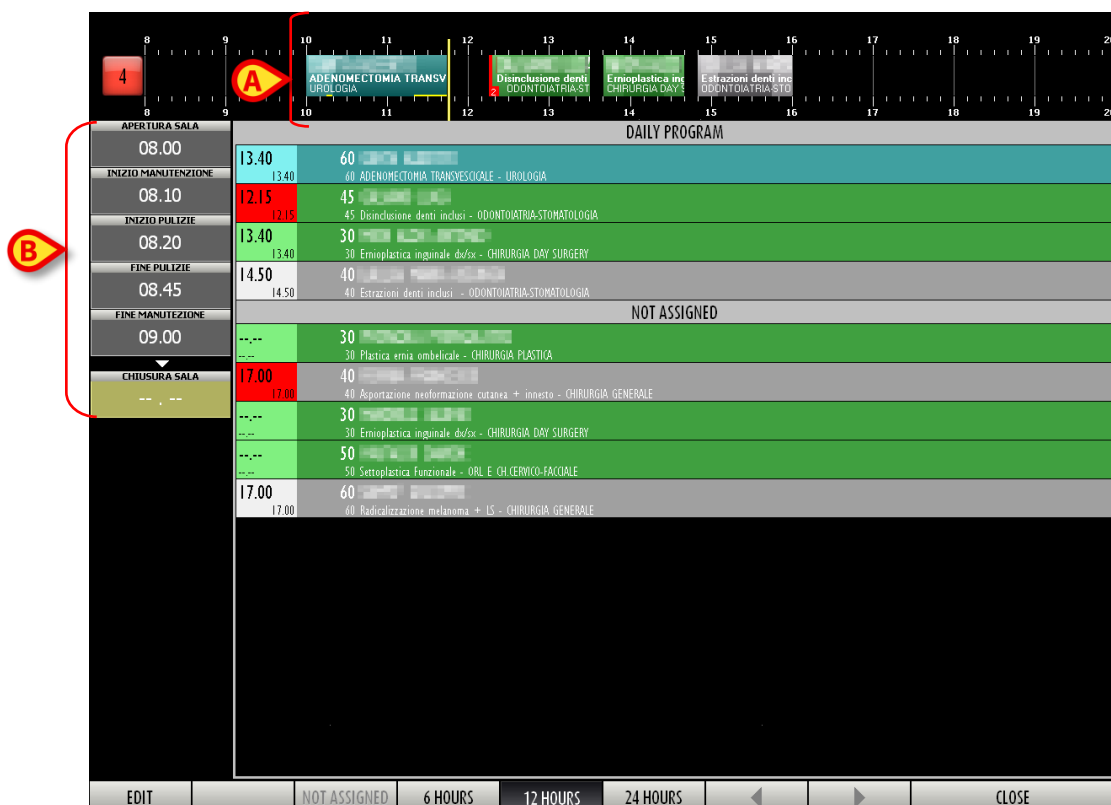 8 9 10 11 12 13 14 15 16 17 18 19 20
4
A
ADENOMECTOMIA TRANSV
UROLOGIA
2
Disinclusione denti
ODONTOIATRIA-ST
Ernioplastica ing
CHIRURGIA DAY S
Estrazioni denti inc
ODONTOIATRIA-STO
8 9 10 11 12 13 14 15 16 17 18 19 20
B
APERTURA SALA
08.00
INIZIO MANUTENZIONE
08.10
INIZIO PULIZIE
08.20
FINE PULIZIE
08.45
FINE MANUTEZIONE
09.00
CHIUSURA SALA
-- . --
DAILY PROGRAM
13.40 60
13.40 60 ADENOMECTOMIA TRANSVESCICALE - UROLOGIA
12.15 45
12.15 45 Disinclusione denti inclusi - ODONTOIATRIA-STOMATOLOGIA
13.40 30
13.40 30 Ernioplastica inguinale dx/sx - CHIRURGIA DAY SURGERY
14.50 40
14.50 40 Estrazioni denti inclusi - ODONTOIATRIA-STOMATOLOGIA
NOT ASSIGNED
--.-- 30
--.-- 30 Plastica ernia ombelicale - CHIRURGIA PLASTICA
17.00 40
17.00 40 Asportazione neoformazione cutanea + innesto - CHIRURGIA GENERALE
--.-- 30
--.-- 30 Ernioplastica inguinale dx/sx - CHIRURGIA DAY SURGERY
--.-- 50
--.-- 50 Settoplastica Funzionale - ORL E CH.CERVICO-FACCIALE
17.00 60
17.00 60 Radicalizzazione melanoma + LS - CHIRURGIA GENERALE
EDIT NOT ASSIGNED 6 HOURS 12 HOURS 24 HOURS CLOSE